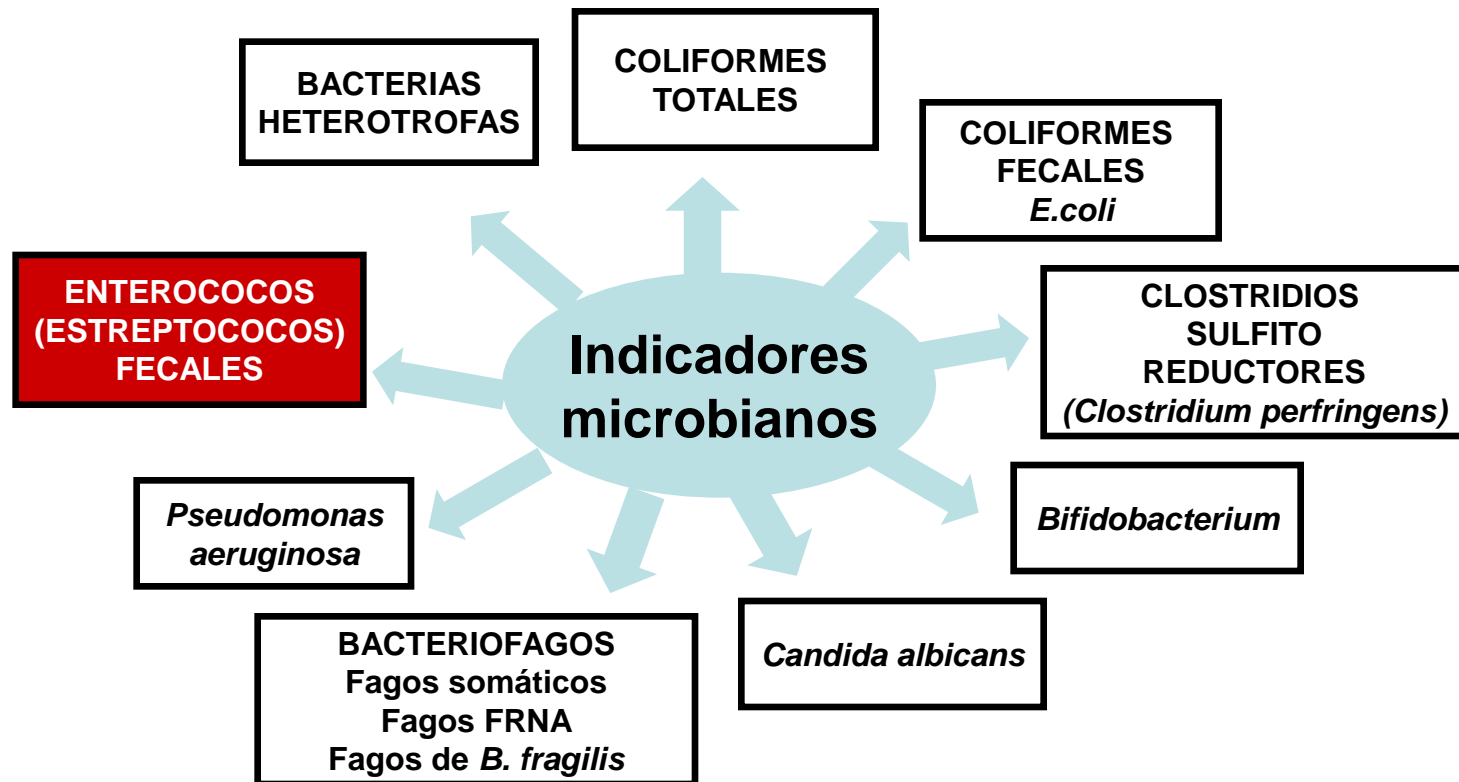 BACTERIAS
HETEROTROFAS
COLIFORMES
TOTALES
COLIFORMES
FECALES
E.coli
ENTEROCOCOS
(ESTREPTOCOCOS)
FECALES
Indicadores
microbianos
CLOSTRIDIOS
SULFITO
REDUCTORES
(Clostridium perfringens)
Pseudomonas
aeruginosa
Bifidobacterium
BACTERIOFAGOS
Fagos somáticos
Fagos FRNA
Fagos de B. fragilis
Candida albicans